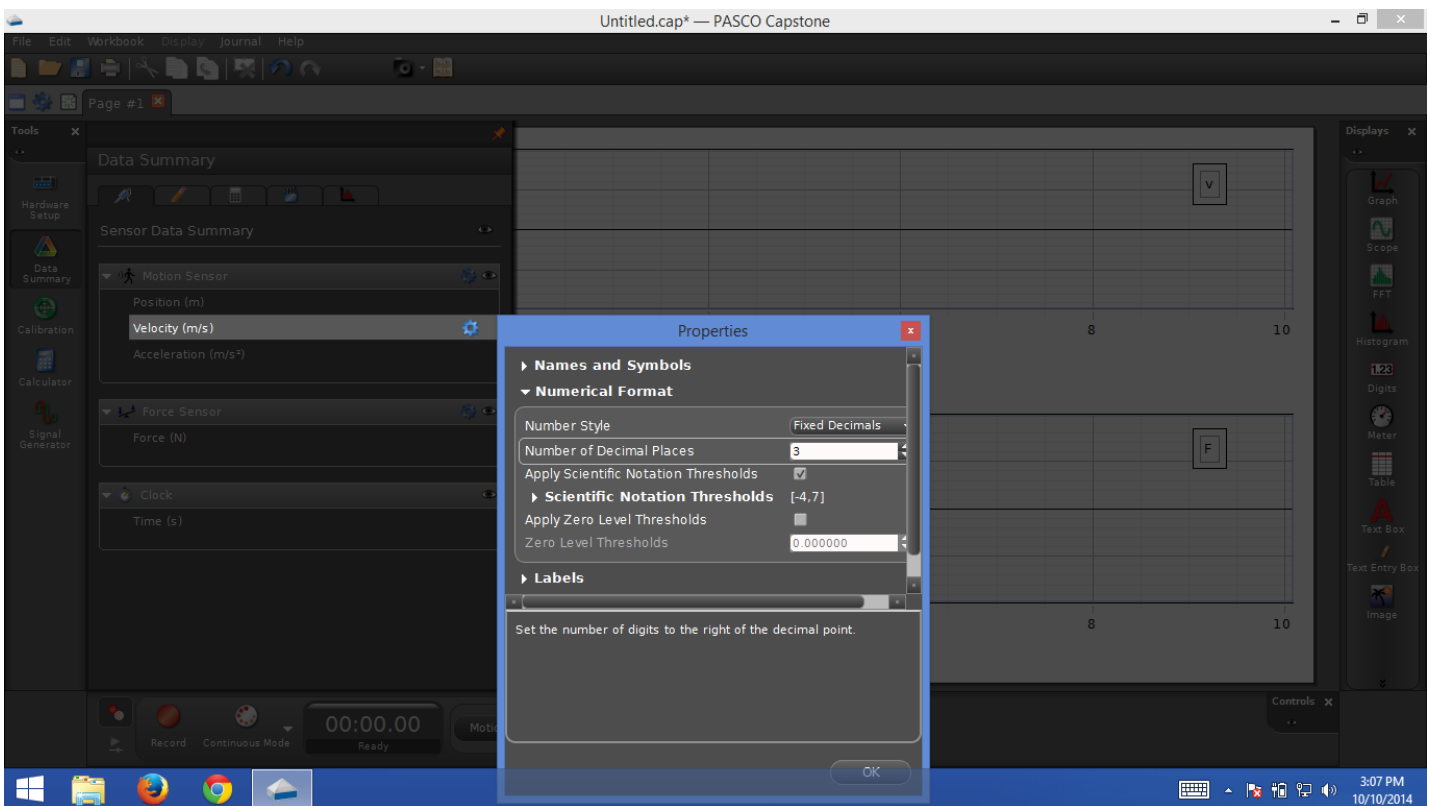 Untitled.cap* — PASCO Capstone
File Edit Workbook Display Journal Help
Page #1
Tools
Data Summary
Hardware Setup
Data Summary
Calibration
Calculator
Signal Generator
Sensor Data Summary
Motion Sensor
Position (m)
Velocity (m/s)
Acceleration (m/s²)
Force Sensor
Force (N)
Clock
Time (s)
v
8 10
F
8 10
Properties
Names and Symbols
Numerical Format
Number Style Fixed Decimals
Number of Decimal Places 3
Apply Scientific Notation Thresholds
Scientific Notation Thresholds [-4,7]
Apply Zero Level Thresholds
Zero Level Thresholds 0.000000
Labels
Set the number of digits to the right of the decimal point.
OK
Displays
Graph
Scope
FFT
Histogram
1.23
Digits
Meter
Table
Text Box
Text Entry Box
Image
Record Continuous Mode
00:00.00
Ready
Motio
Controls
3:07 PM
10/10/2014